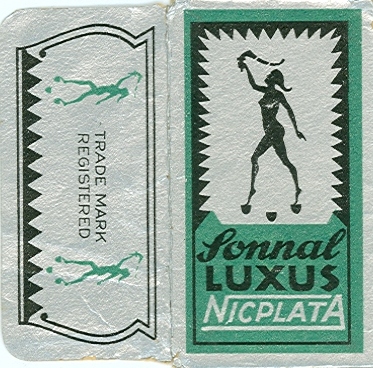 · TRADE MARK
REGISTERED
Sonnal
LUXUS
NICPLATA